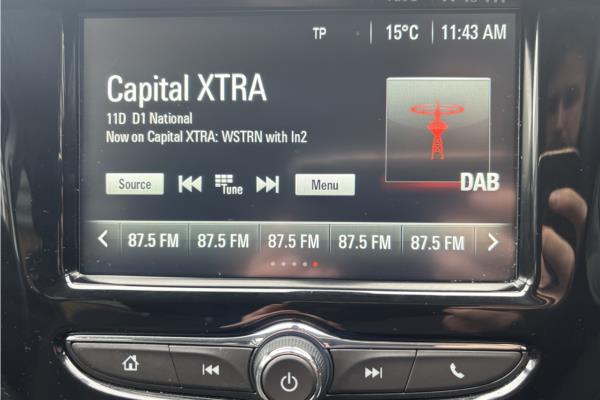 TP 15°C 11:43 AM
Capital XTRA
11D D1 National
Now on Capital XTRA: WSTRN with In2
Source Tune Menu
DAB
87.5 FM 87.5 FM 87.5 FM 87.5 FM 87.5 FM